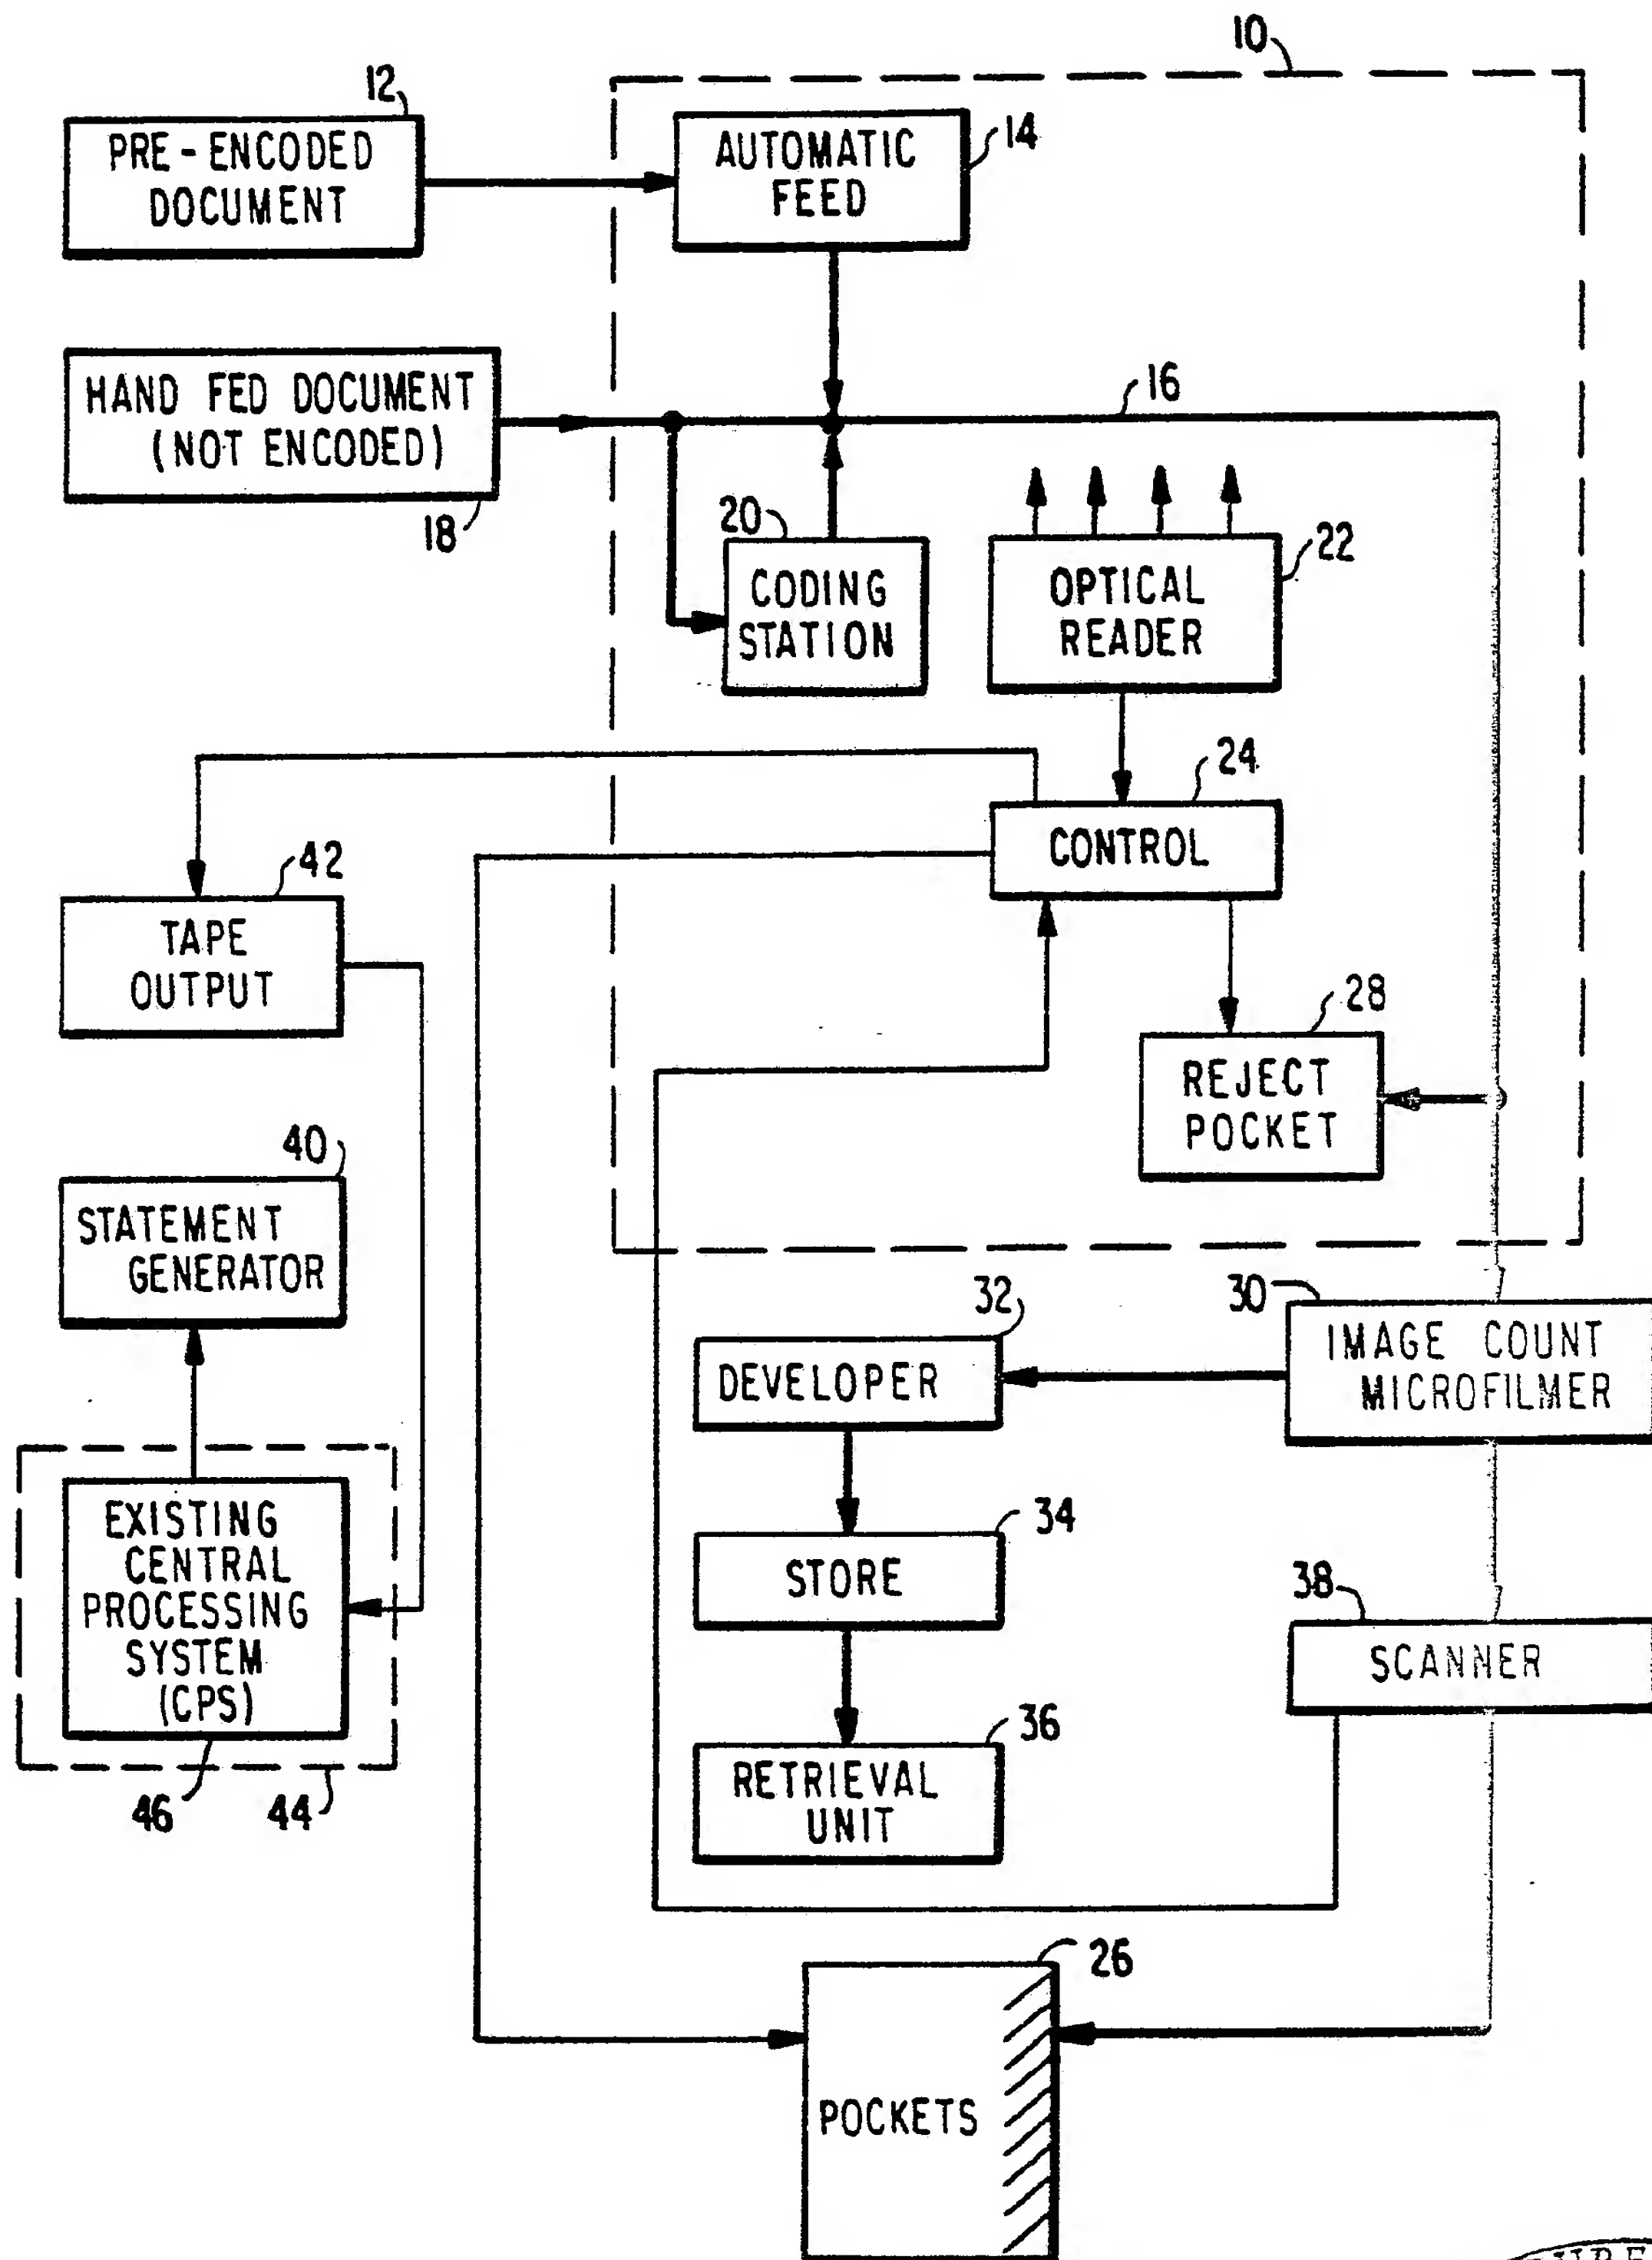 10
12
PRE-ENCODED
DOCUMENT
AUTOMATIC
FEED
14
HAND FED DOCUMENT
(NOT ENCODED)
18
16
20
CODING
STATION
OPTICAL
READER
22
24
CONTROL
42
TAPE
OUTPUT
28
REJECT
POCKET
40
STATEMENT
GENERATOR
32
DEVELOPER
30
IMAGE COUNT
MICROFILMER
EXISTING
CENTRAL
PROCESSING
SYSTEM
(CPS)
46
44
34
STORE
38
SCANNER
36
RETRIEVAL
UNIT
26
POCKETS